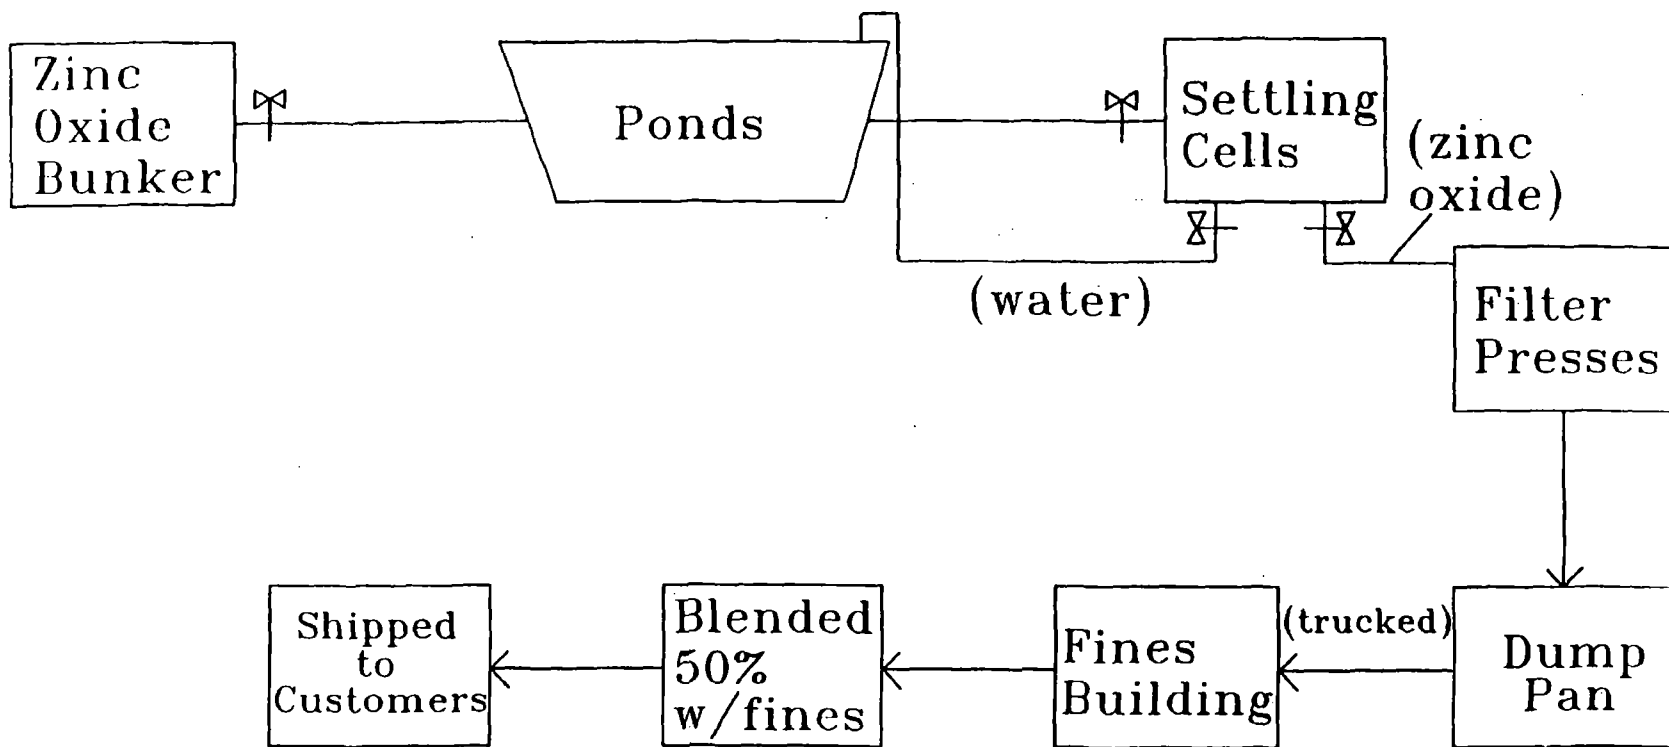 Zinc
Oxide
Bunker
Ponds
Settling
Cells
(zinc
oxide)
(water)
Filter
Presses
Shipped
to
Customers
Blended
50%
w/fines
Fines
Building
(trucked)
Dump
Pan